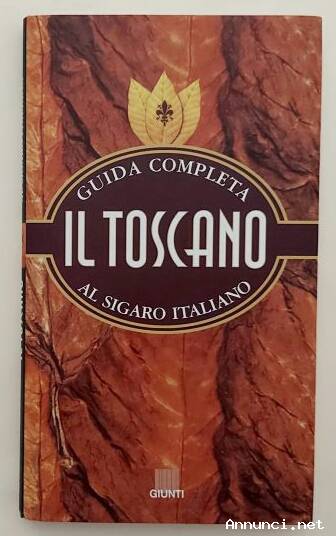 GUIDA COMPLETA
IL TOSCANO
AL SIGARO ITALIANO
GIUNTI
Annunci.net